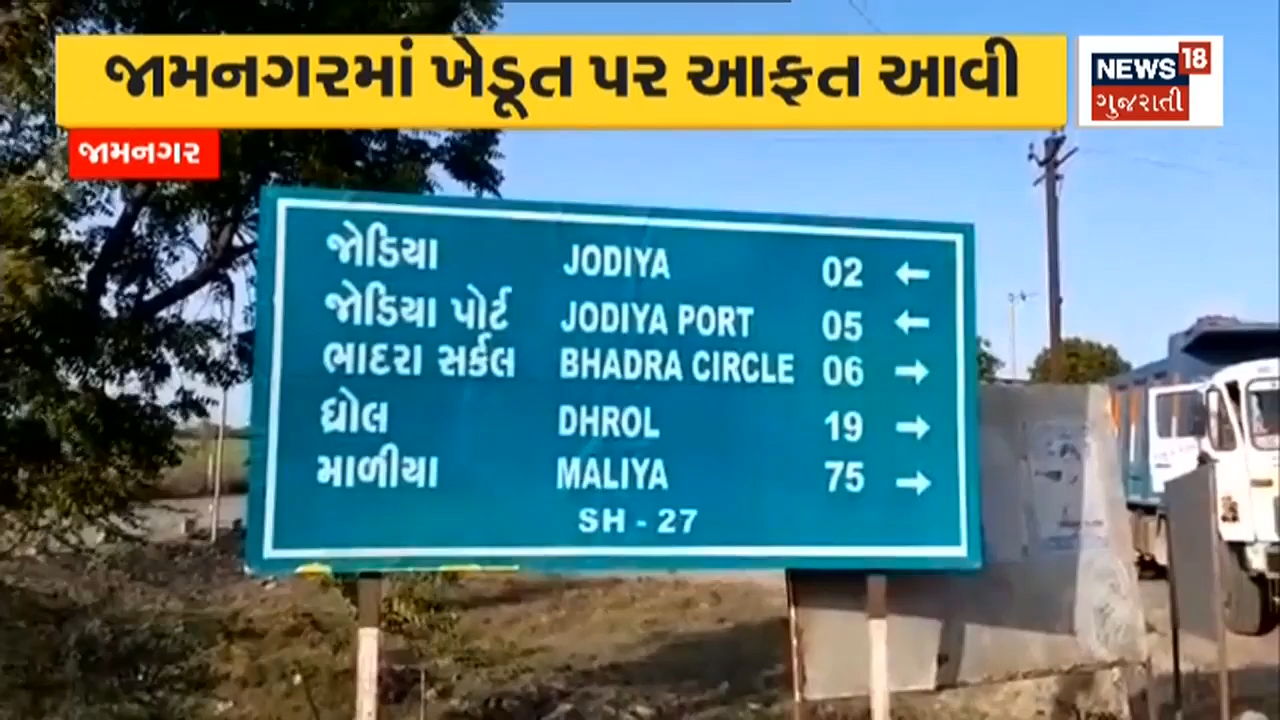 જામનગરમાં ખેડૂત પર આફત આવી
NEWS 18
ગુજરાતી
જામનગર
જોડિયા JODIYA 02 ←
જોડિયા પોર્ટ JODIYA PORT 05 ←
ભાદરા સર્કલ BHADRA CIRCLE 06 →
ધ્રોલ DHROL 19 →
માળીયા MALIYA 75 →
SH - 27